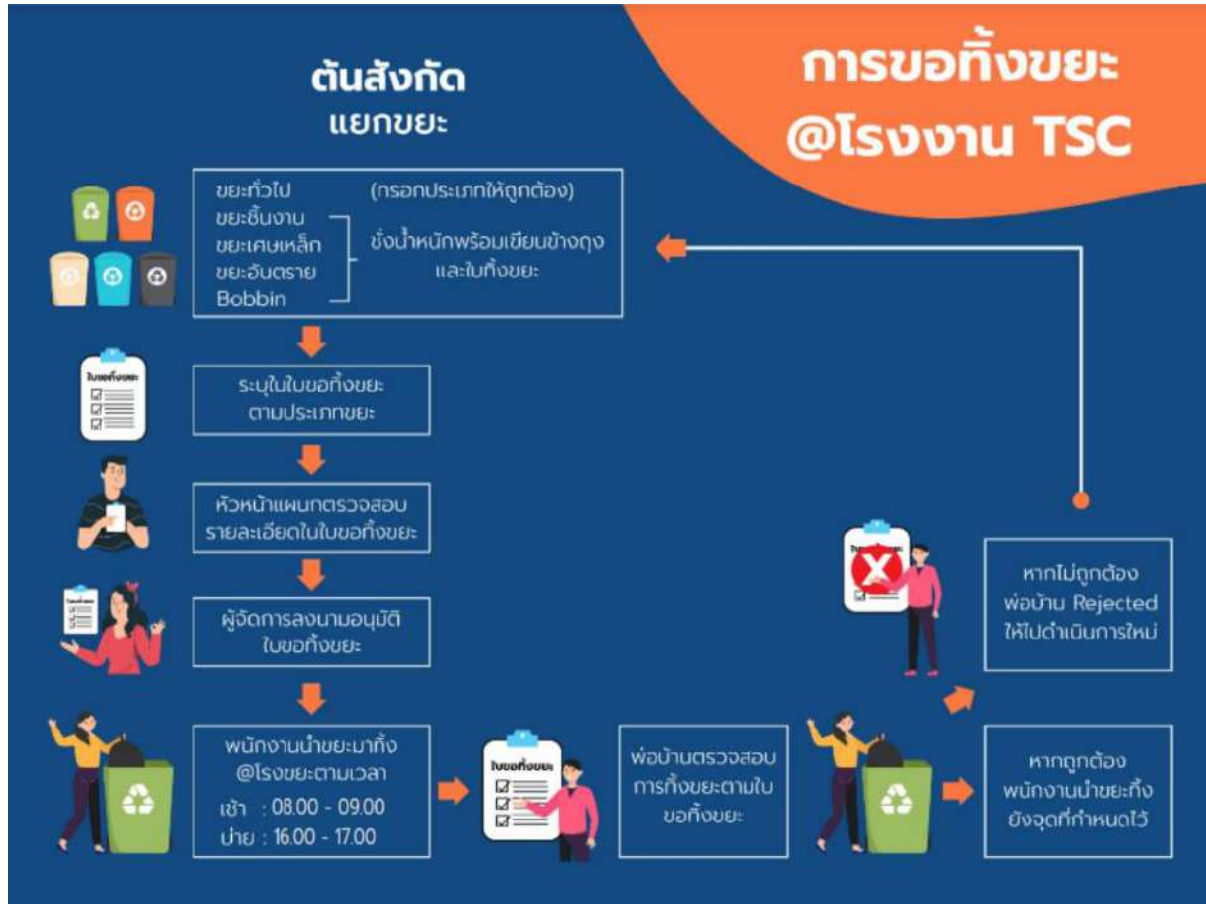 การขอทิ้งขยะ
@โรงงาน TSC
ต้นสังกัด
แยกขยะ
ขยะทั่วไป (กรอกประเภทให้ถูกต้อง)
ขยะชิ้นงาน
ขยะเศษเหล็ก
ขยะอันตราย
Bobbin
ชั่งน้ำหนักพร้อมเขียนข้างถุง
และใบทิ้งขยะ
ใบขอทิ้งขยะ
ระบุในใบขอทิ้งขยะ
ตามประเภทขยะ
หัวหน้าแผนกตรวจสอบ
รายละเอียดในใบขอทิ้งขยะ
ผู้จัดการลงนามอนุมัติ
ใบขอทิ้งขยะ
พนักงานนำขยะมาทิ้ง
@โรงขยะตามเวลา
เช้า : 08.00 - 09.00
บ่าย : 16.00 - 17.00
ใบขอทิ้งขยะ
พ่อบ้านตรวจสอบ
การทิ้งขยะตามใบ
ขอทิ้งขยะ
หากถูกต้อง
พนักงานนำขยะทิ้ง
ยังจุดที่กำหนดไว้
X
หากไม่ถูกต้อง
พ่อบ้าน Rejected
ให้ไปดำเนินการใหม่